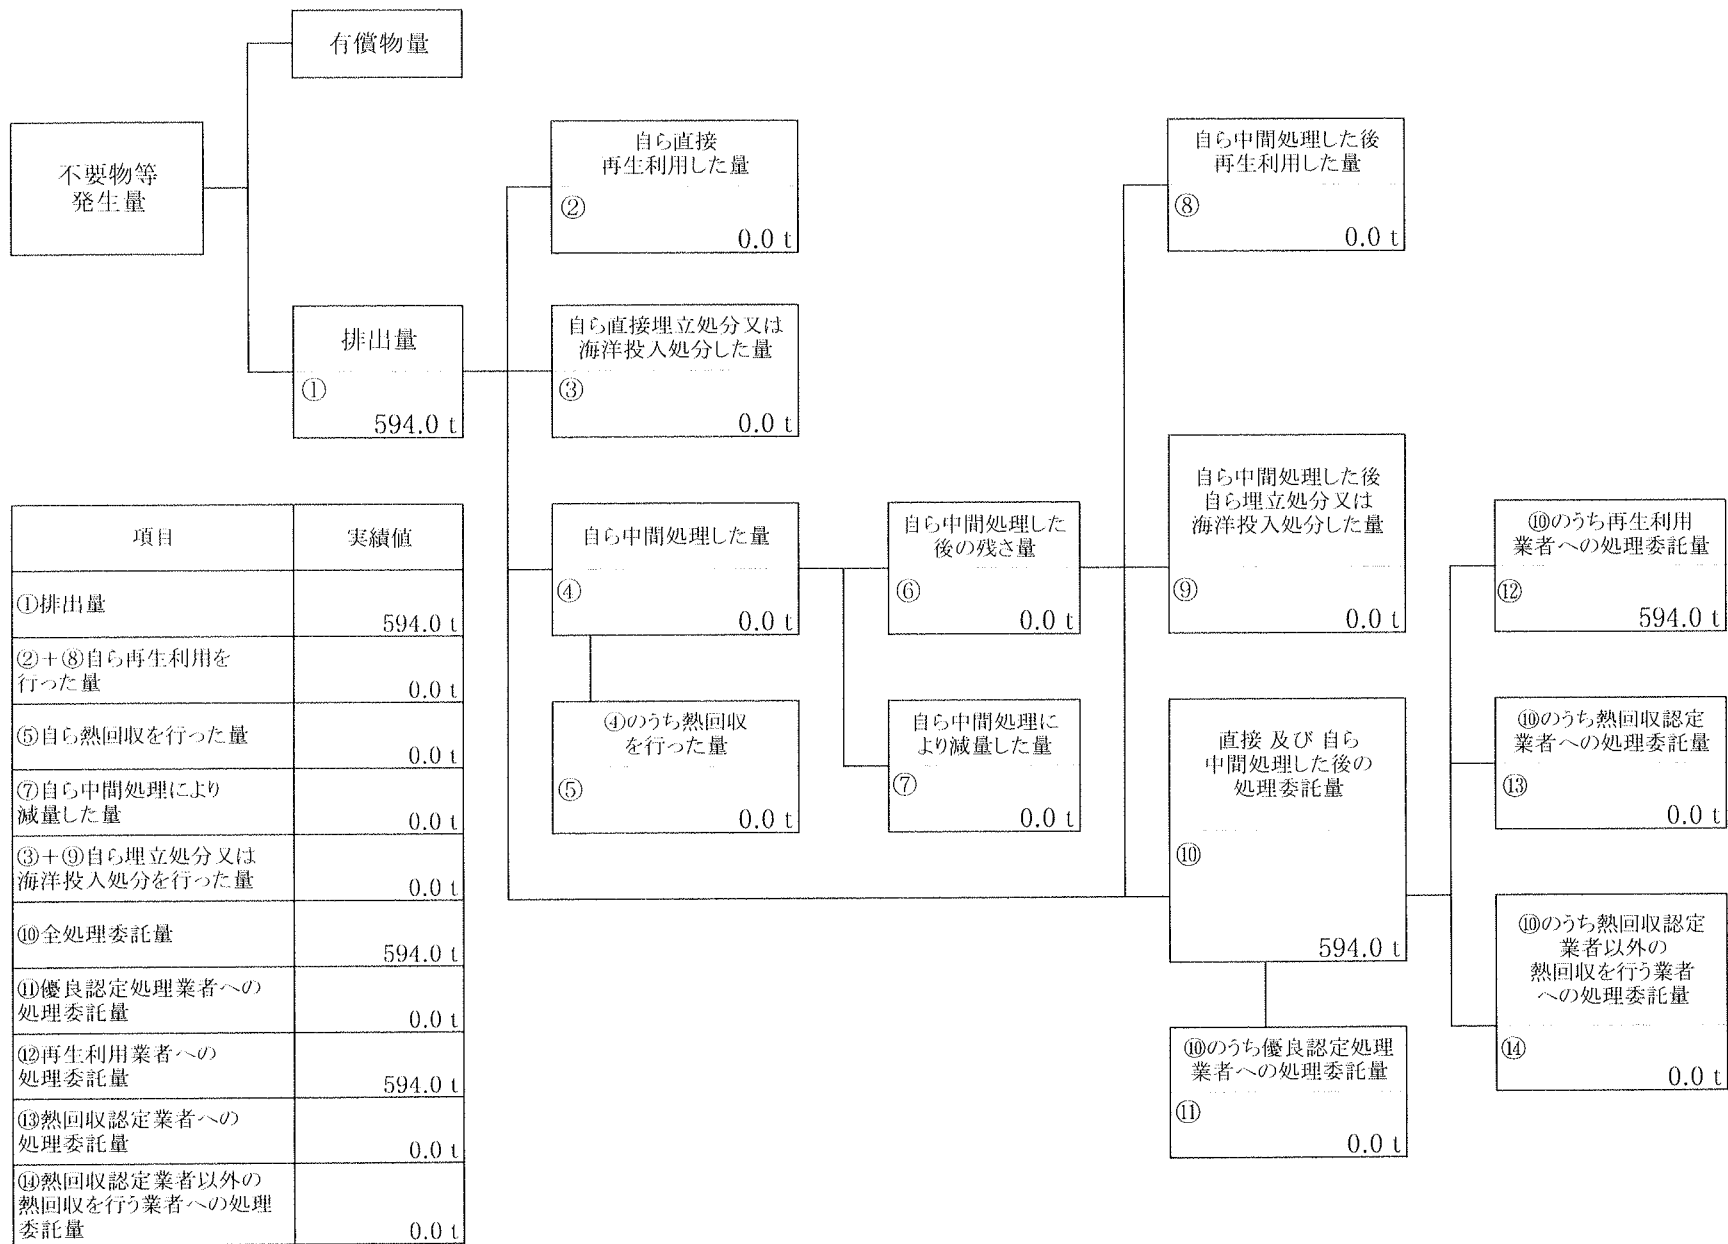 有償物量
不要物等
発生量
排出量
①
594.0 t
自ら直接
再生利用した量
②
0.0 t
自ら直接埋立処分又は
海洋投入処分した量
③
0.0 t
自ら中間処理した量
④
0.0 t
④のうち熱回収
を行った量
⑤
0.0 t
自ら中間処理した
後の残さ量
⑥
0.0 t
自ら中間処理に
より減量した量
⑦
0.0 t
自ら中間処理した後
再生利用した量
⑧
0.0 t
自ら中間処理した後
自ら埋立処分又は
海洋投入処分した量
⑨
0.0 t
直接 及び 自ら
中間処理した後の
処理委託量
⑩
594.0 t
⑩のうち優良認定処理
業者への処理委託量
⑪
0.0 t
⑩のうち再生利用
業者への処理委託量
⑫
594.0 t
⑩のうち熱回収認定
業者への処理委託量
⑬
0.0 t
⑩のうち熱回収認定
業者以外の
熱回収を行う業者
への処理委託量
⑭
0.0 t
項目 実績値
①排出量
594.0 t
②+⑧自ら再生利用を
行った量
0.0 t
⑤自ら熱回収を行った量
0.0 t
⑦自ら中間処理により
減量した量
0.0 t
③+⑨自ら埋立処分又は
海洋投入処分を行った量
0.0 t
⑩全処理委託量
594.0 t
⑪優良認定処理業者への
処理委託量
0.0 t
⑫再生利用業者への
処理委託量
594.0 t
⑬熱回収認定業者への
処理委託量
0.0 t
⑭熱回収認定業者以外の
熱回収を行う業者への処理
委託量
0.0 t